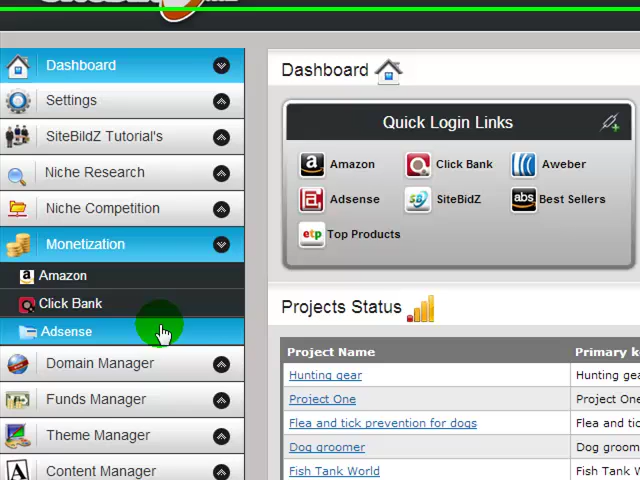 Dashboard
Settings
SiteBildZ Tutorial's
Niche Research
Niche Competition
Monetization
Amazon
Click Bank
Adsense
Domain Manager
Funds Manager
Theme Manager
Content Manager
Dashboard
Quick Login Links
Amazon Click Bank Aweber
Adsense SiteBidZ Best Sellers
Top Products
Projects Status
Project Name Primary k
Hunting gear Hunting gea
Project One Project One
Flea and tick prevention for dogs Flea and tic
Dog groomer Dog groom
Fish Tank World Fish Tank W